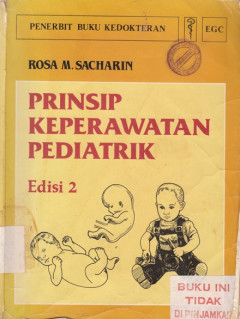 PENERBIT BUKU KEDOKTERAN
EGC
ROSA M. SACHARIN
PRINSIP
KEPERAWATAN
PEDIATRIK
Edisi 2
BUKU INI
TIDAK
DIPINJAMKAN